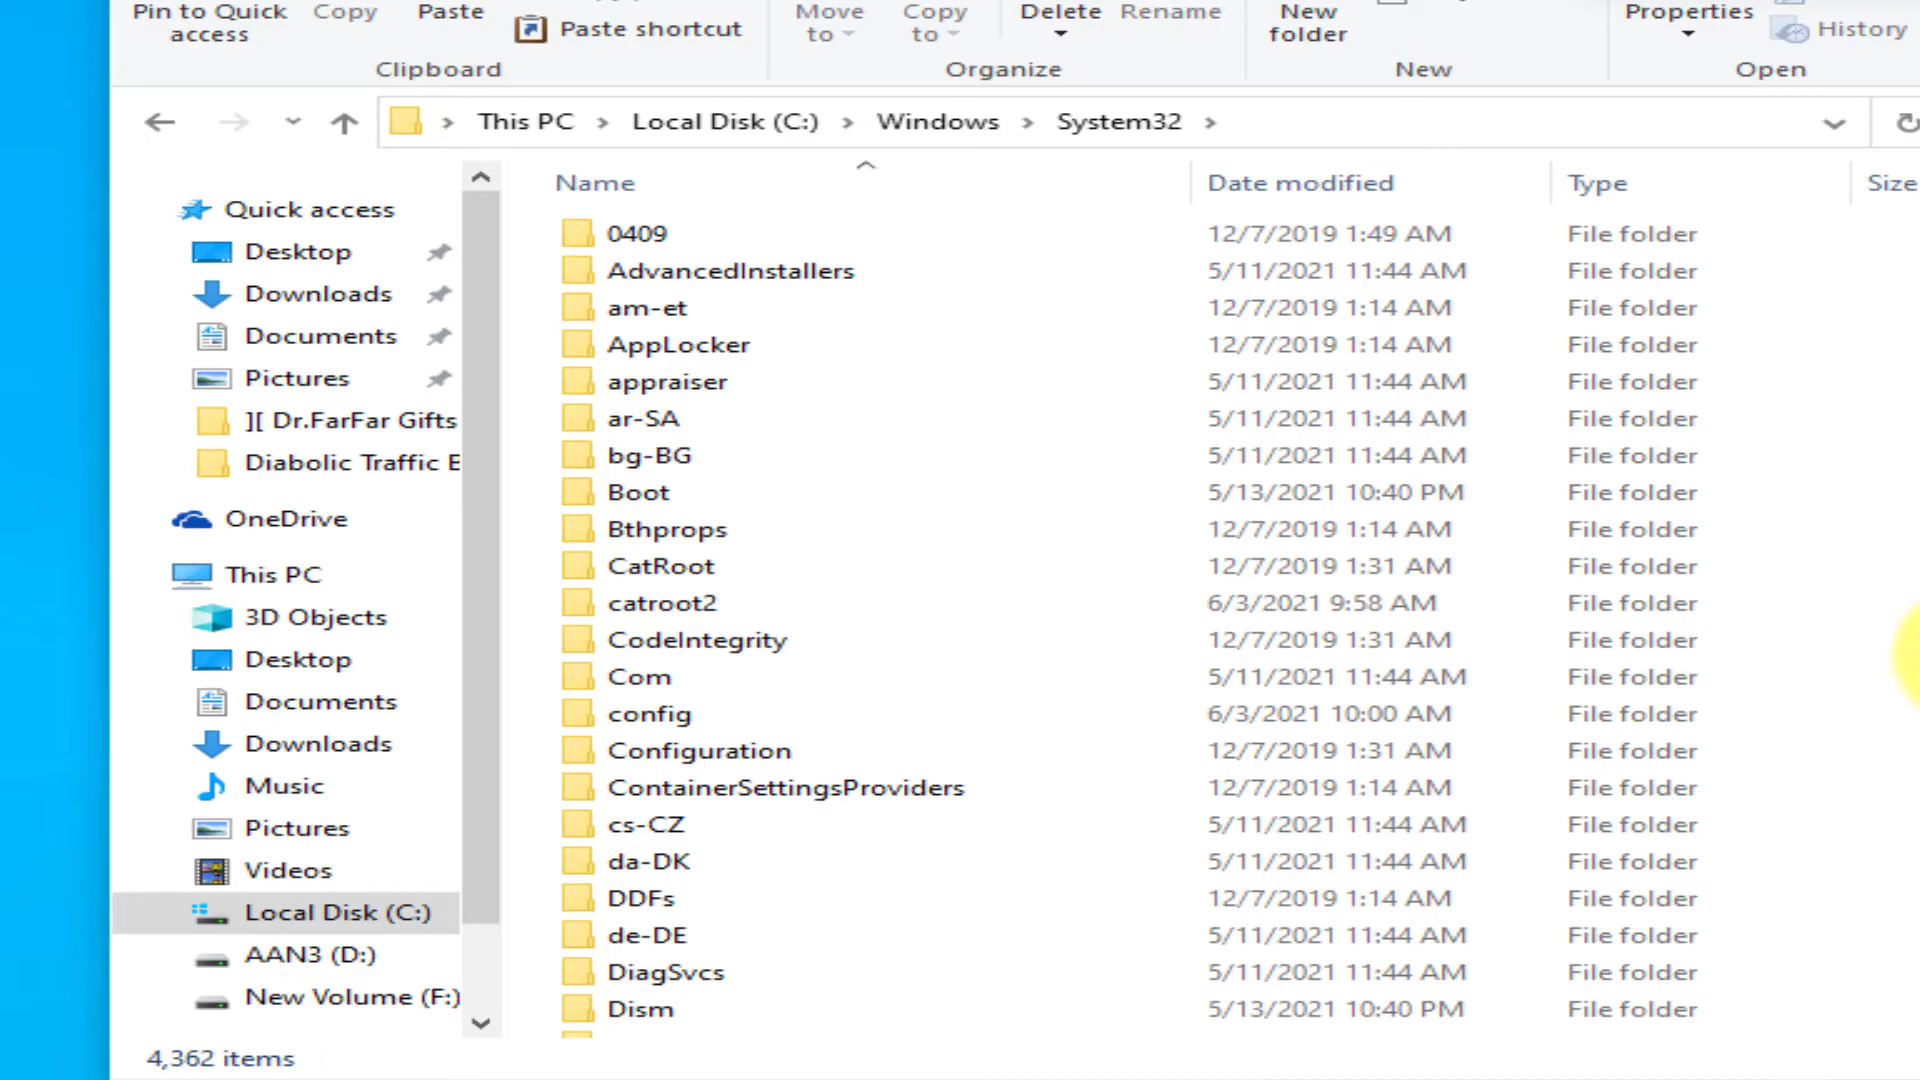 Pin to Quick access
Copy
Paste
Paste shortcut
Move to
Copy to
Delete
Rename
New folder
Properties
History
Clipboard
Organize
New
Open
This PC > Local Disk (C:) > Windows > System32 >
Name Date modified Type Size
Quick access
Desktop
Downloads
Documents
Pictures
][ Dr.FarFar Gifts
Diabolic Traffic E
OneDrive
This PC
3D Objects
Desktop
Documents
Downloads
Music
Pictures
Videos
Local Disk (C:)
AAN3 (D:)
New Volume (F:)
0409 12/7/2019 1:49 AM File folder
AdvancedInstallers 5/11/2021 11:44 AM File folder
am-et 12/7/2019 1:14 AM File folder
AppLocker 12/7/2019 1:14 AM File folder
appraiser 5/11/2021 11:44 AM File folder
ar-SA 5/11/2021 11:44 AM File folder
bg-BG 5/11/2021 11:44 AM File folder
Boot 5/13/2021 10:40 PM File folder
Bthprops 12/7/2019 1:14 AM File folder
CatRoot 12/7/2019 1:31 AM File folder
catroot2 6/3/2021 9:58 AM File folder
CodeIntegrity 12/7/2019 1:31 AM File folder
Com 5/11/2021 11:44 AM File folder
config 6/3/2021 10:00 AM File folder
Configuration 12/7/2019 1:31 AM File folder
ContainerSettingsProviders 12/7/2019 1:14 AM File folder
cs-CZ 5/11/2021 11:44 AM File folder
da-DK 5/11/2021 11:44 AM File folder
DDFs 12/7/2019 1:14 AM File folder
de-DE 5/11/2021 11:44 AM File folder
DiagSvcs 5/11/2021 11:44 AM File folder
Dism 5/13/2021 10:40 PM File folder
4,362 items